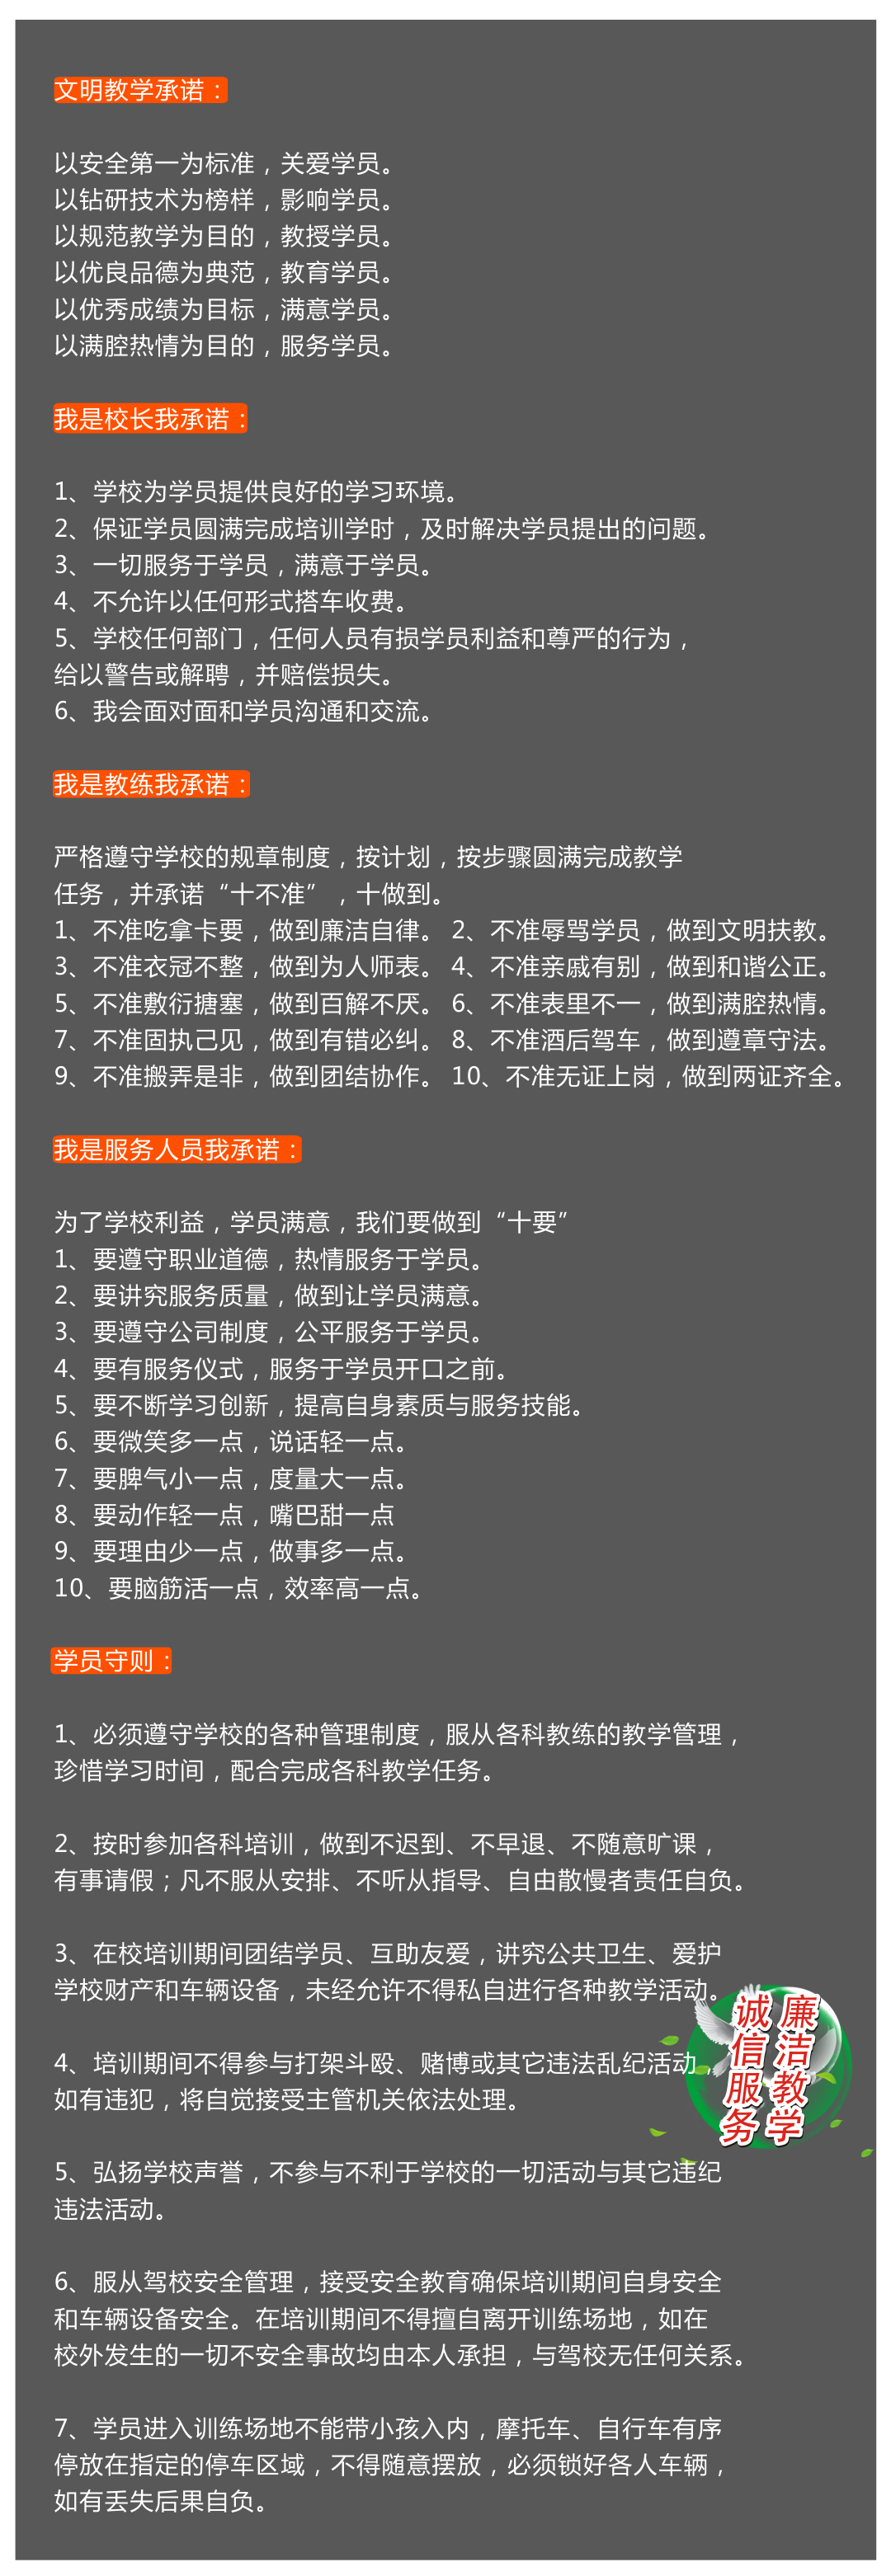 文明教学承诺：
以安全第一为标准，关爱学员。
以钻研技术为榜样，影响学员。
以规范教学为目的，教授学员。
以优良品德为典范，教育学员。
以优秀成绩为目标，满意学员。
以满腔热情为目的，服务学员。
我是校长我承诺：
1、学校为学员提供良好的学习环境。
2、保证学员圆满完成培训学时，及时解决学员提出的问题。
3、一切服务于学员，满意于学员。
4、不允许以任何形式搭车收费。
5、学校任何部门，任何人员有损学员利益和尊严的行为，
给以警告或解聘，并赔偿损失。
6、我会面对面和学员沟通和交流。
我是教练我承诺：
严格遵守学校的规章制度，按计划，按步骤圆满完成教学
任务，并承诺“十不准”，十做到。
1、不准吃拿卡要，做到廉洁自律。 2、不准辱骂学员，做到文明扶教。
3、不准衣冠不整，做到为人师表。 4、不准亲戚有别，做到和谐公正。
5、不准敷衍搪塞，做到百解不厌。 6、不准表里不一，做到满腔热情。
7、不准固执己见，做到有错必纠。 8、不准酒后驾车，做到遵章守法。
9、不准搬弄是非，做到团结协作。 10、不准无证上岗，做到两证齐全。
我是服务人员我承诺：
为了学校利益，学员满意，我们要做到“十要”
1、要遵守职业道德，热情服务于学员。
2、要讲究服务质量，做到让学员满意。
3、要遵守公司制度，公平服务于学员。
4、要有服务仪式，服务于学员开口之前。
5、要不断学习创新，提高自身素质与服务技能。
6、要微笑多一点，说话轻一点。
7、要脾气小一点，度量大一点。
8、要动作轻一点，嘴巴甜一点
9、要理由少一点，做事多一点。
10、要脑筋活一点，效率高一点。
学员守则：
1、必须遵守学校的各种管理制度，服从各科教练的教学管理，
珍惜学习时间，配合完成各科教学任务。
2、按时参加各科培训，做到不迟到、不早退、不随意旷课，
有事请假；凡不服从安排、不听从指导、自由散慢者责任自负。
3、在校培训期间团结学员、互助友爱，讲究公共卫生、爱护
学校财产和车辆设备，未经允许不得私自进行各种教学活动。
4、培训期间不得参与打架斗殴、赌博或其它违法乱纪活动，
如有违犯，将自觉接受主管机关依法处理。
廉洁教学
诚信服务
5、弘扬学校声誉，不参与不利于学校的一切活动与其它违纪
违法活动。
6、服从驾校安全管理，接受安全教育确保培训期间自身安全
和车辆设备安全。在培训期间不得擅自离开训练场地，如在
校外发生的一切不安全事故均由本人承担，与驾校无任何关系。
7、学员进入训练场地不能带小孩入内，摩托车、自行车有序
停放在指定的停车区域，不得随意摆放，必须锁好各人车辆，
如有丢失后果自负。